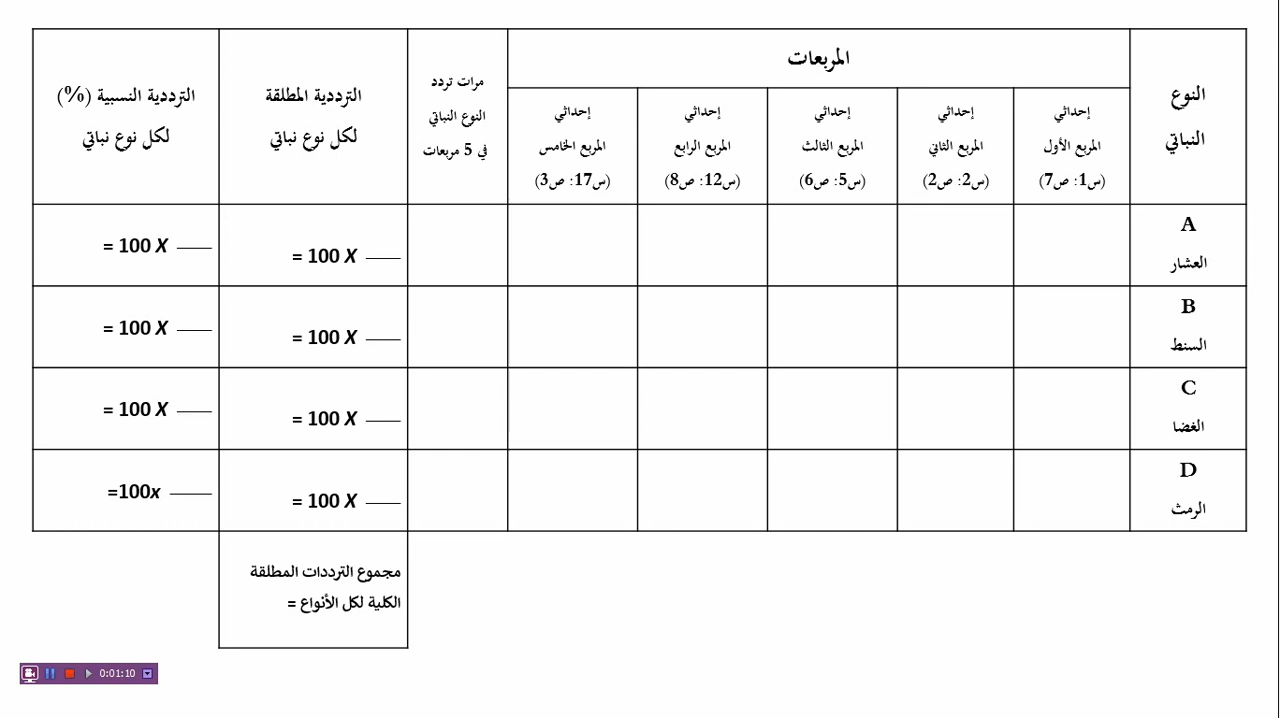 النوع
النباتي
المربعات
مرات تردد
النوع النباتي
في 5 مربعات
الترددية المطلقة
لكل نوع نباتي
الترددية النسبية (%)
لكل نوع نباتي
إحداثي
المربع الأول
(س1: ص7)
إحداثي
المربع الثاني
(س2: ص2)
إحداثي
المربع الثالث
(س5: ص6)
إحداثي
المربع الرابع
(س12: ص8)
إحداثي
المربع الخامس
(س17: ص3)
A
العشار
= 100 X ——
= 100 X ——
B
السنط
= 100 X ——
= 100 X ——
C
الغضا
= 100 X ——
= 100 X ——
D
الرمث
= 100 X ——
=100x ——
مجموع الترددات المطلقة
الكلية لكل الأنواع =
0:01:10